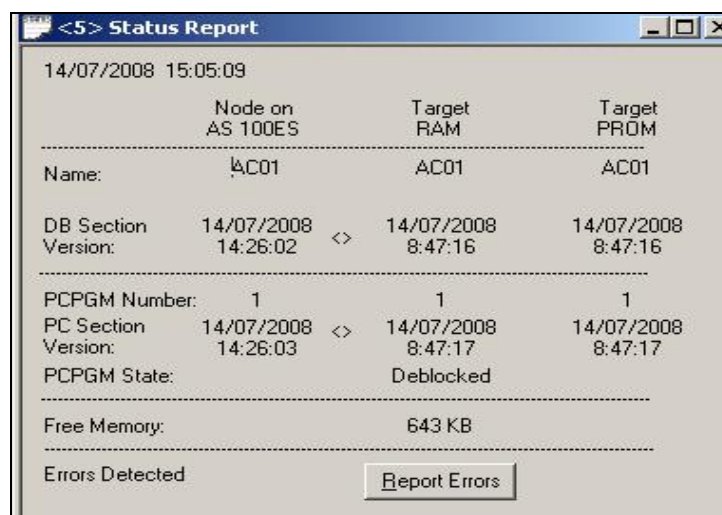 <5> Status Report
14/07/2008 15:05:09
Node on AS 100ES Target RAM Target PROM
Name: AC01 AC01 AC01
DB Section Version: 14/07/2008 14:26:02 <> 14/07/2008 8:47:16 14/07/2008 8:47:16
PCPGM Number: 1 1 1
PC Section Version: 14/07/2008 14:26:03 <> 14/07/2008 8:47:17 14/07/2008 8:47:17
PCPGM State: Deblocked
Free Memory: 643 KB
Errors Detected Report Errors